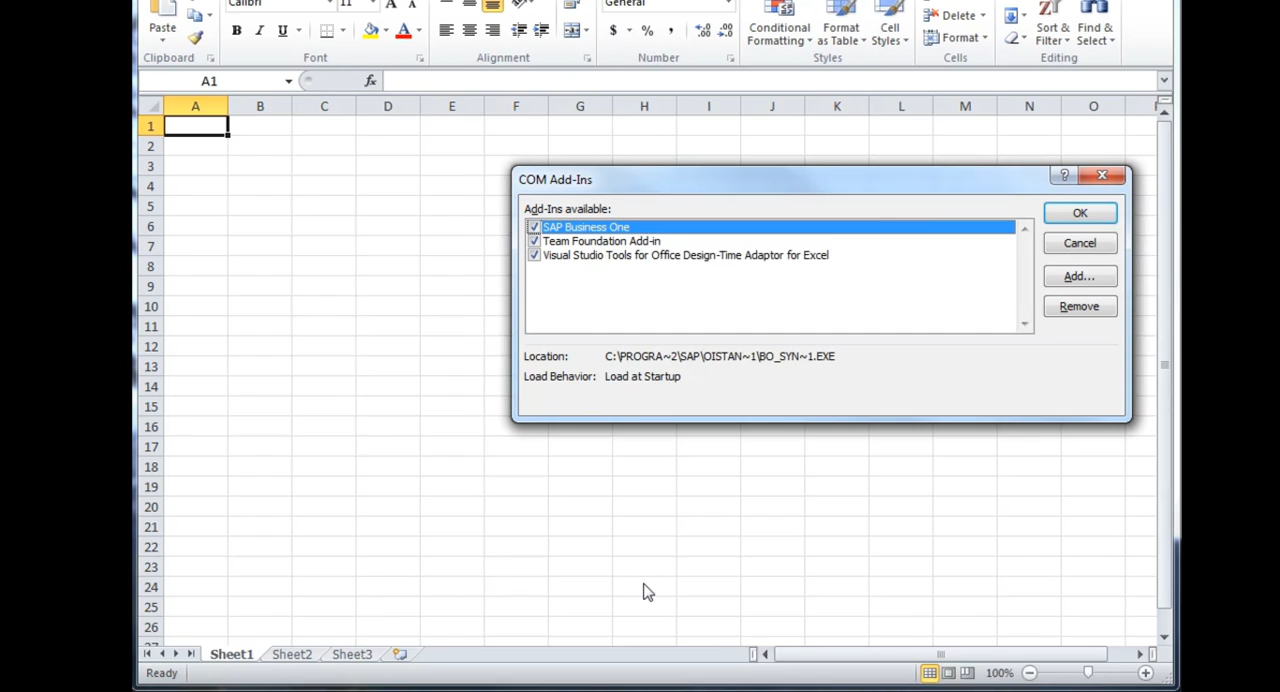 Calibri 11 A A General
Paste B I U $ % , Conditional Formatting Format as Table Cell Styles Delete Format Sort & Filter Find & Select
Clipboard Font Alignment Number Styles Cells Editing
A1 fx
A B C D E F G H I J K L M N O
1
2
3
4
5
6
7
8
9
10
11
12
13
14
15
16
17
18
19
20
21
22
23
24
25
26
COM Add-Ins
Add-Ins available:
SAP Business One
Team Foundation Add-in
Visual Studio Tools for Office Design-Time Adaptor for Excel
OK
Cancel
Add...
Remove
Location: C:\PROGRA~2\SAP\OISTAN~1\BO_SYN~1.EXE
Load Behavior: Load at Startup
Sheet1 Sheet2 Sheet3
Ready 100%